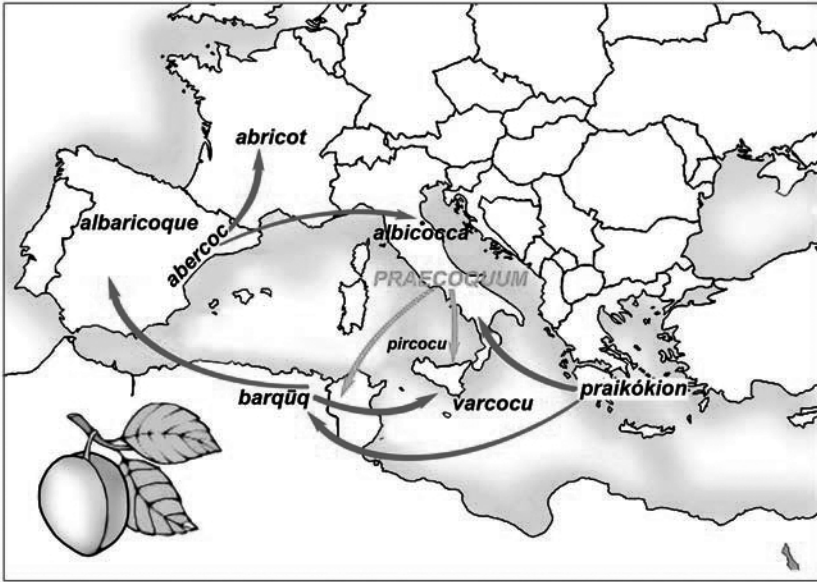 abricot
albaricoque
abercoc
albicocca
PRAECOQUUM
pircocu
barqūq
varcocu
praikókion